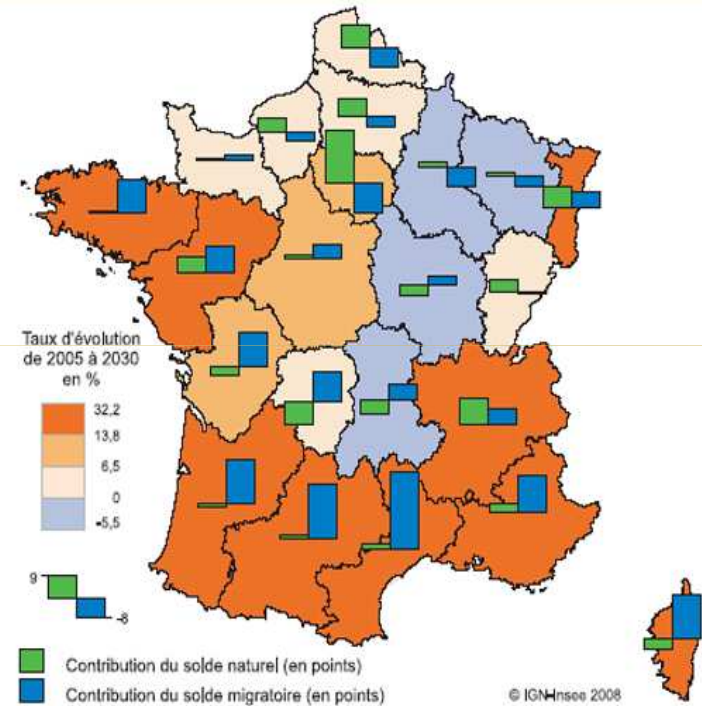 Taux d'évolution
de 2005 à 2030
en %
32,2
13,8
6,5
0
-5,5
9
-8
Contribution du solde naturel (en points)
Contribution du solde migratoire (en points)
© IGN-Insee 2008